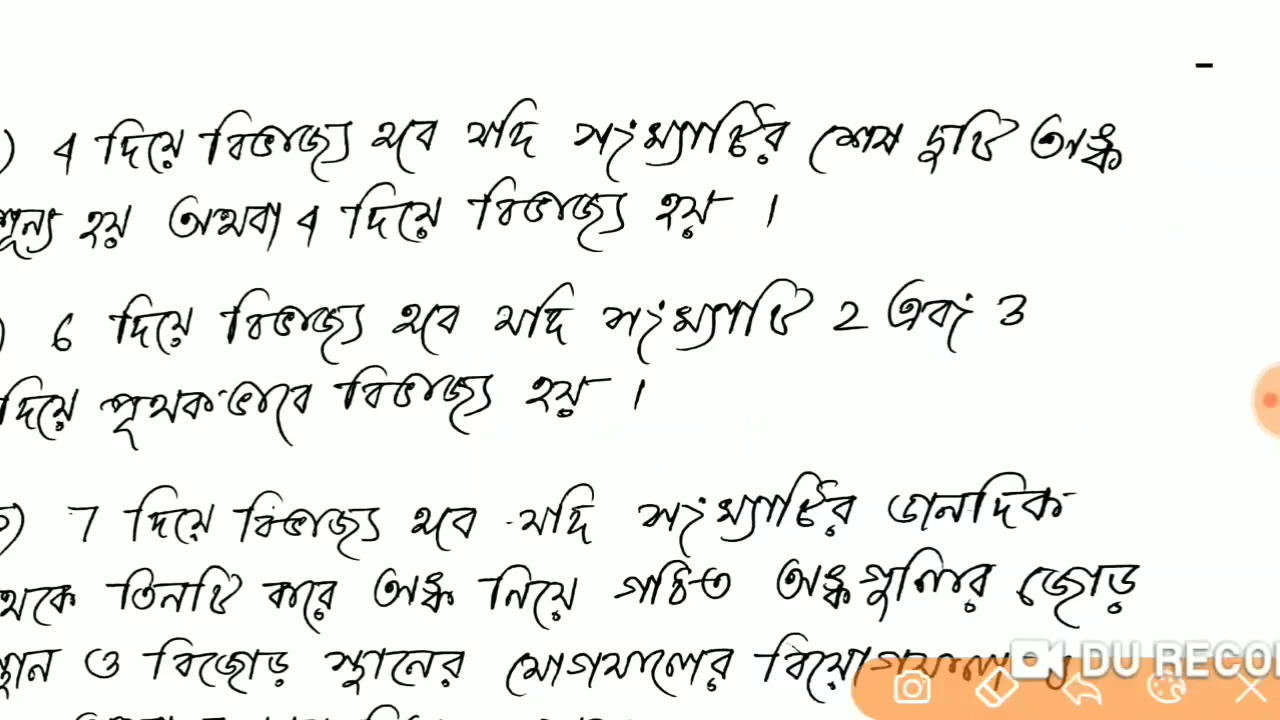 ) 4 দিয়ে বিভাজ্য হবে যদি সংখ্যাটির শেষ দুটি অঙ্ক
শূন্য হয় অথবা 4 দিয়ে বিভাজ্য হয় ।
) 6 দিয়ে বিভাজ্য হবে যদি সংখ্যাটি 2 এবং 3
দিয়ে পৃথকভাবে বিভাজ্য হয় ।
) 7 দিয়ে বিভাজ্য হবে যদি সংখ্যাটির ডানদিক
থেকে তিনটি করে অঙ্ক নিয়ে গঠিত অঙ্কগুলির জোড়
স্থান ও বিজোড় স্থানের যোগফলের বিয়োগফল
DU RECO